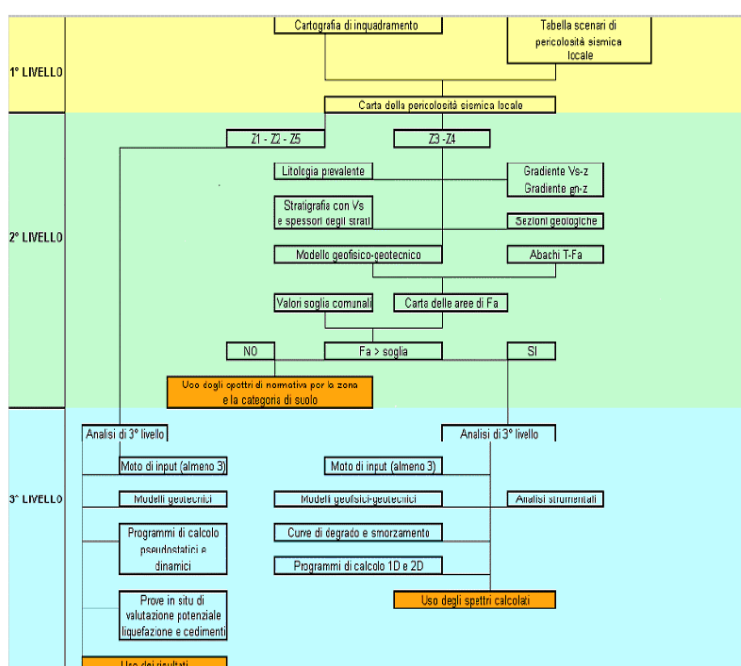 Cartografia di inquadramento
Tabella scenari di
pericolosità sismica
locale
1° LIVELLO
Carta della pericolosità sismica locale
Z1 - Z2 - Z5
Z3 -Z4
Litologia prevalente
Gradiente Vs-z
Gradiente gn-z
Stratigrafia con Vs
e spessori degli strati
Sezioni geologiche
2° LIVELLO
Modello geofisico-geotecnico
Abachi T-Fa
Valori soglia comunali
Carta delle aree di Fa
NO
Fa > soglia
SI
Uso degli spettri di normativa per la zona
e la categoria di suolo
Analisi di 3° livello
Analisi di 3° livello
Moto di input (almeno 3)
Moto di input (almeno 3)
3° LIVELLO
Modelli geotecnici
Modelli geofisici-geotecnici
Analisi strumentali
Programmi di calcolo
pseudostatici e
dinamici
Curve di degrado e smorzamento
Programmi di calcolo 1D e 2D
Prove in situ di
valutazione potenziale
liquefazione e cedimenti
Uso degli spettri calcolati
Uso dei risultati